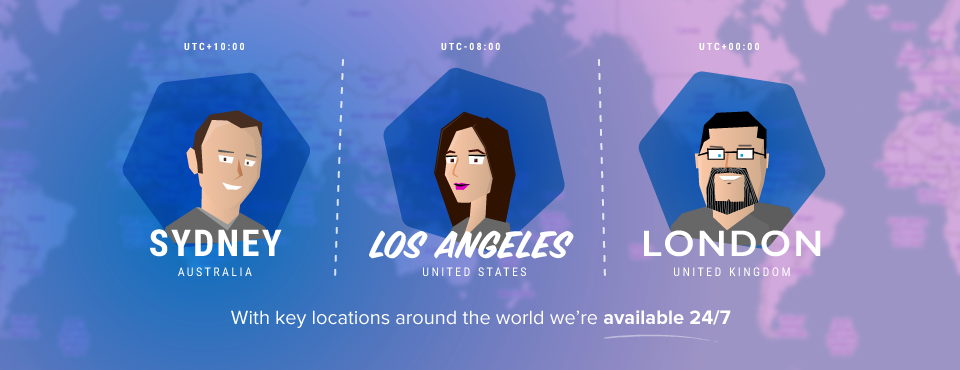 UTC+10:00
SYDNEY
AUSTRALIA
UTC-08:00
LOS ANGELES
UNITED STATES
UTC+00:00
LONDON
UNITED KINGDOM
With key locations around the world we’re available 24/7